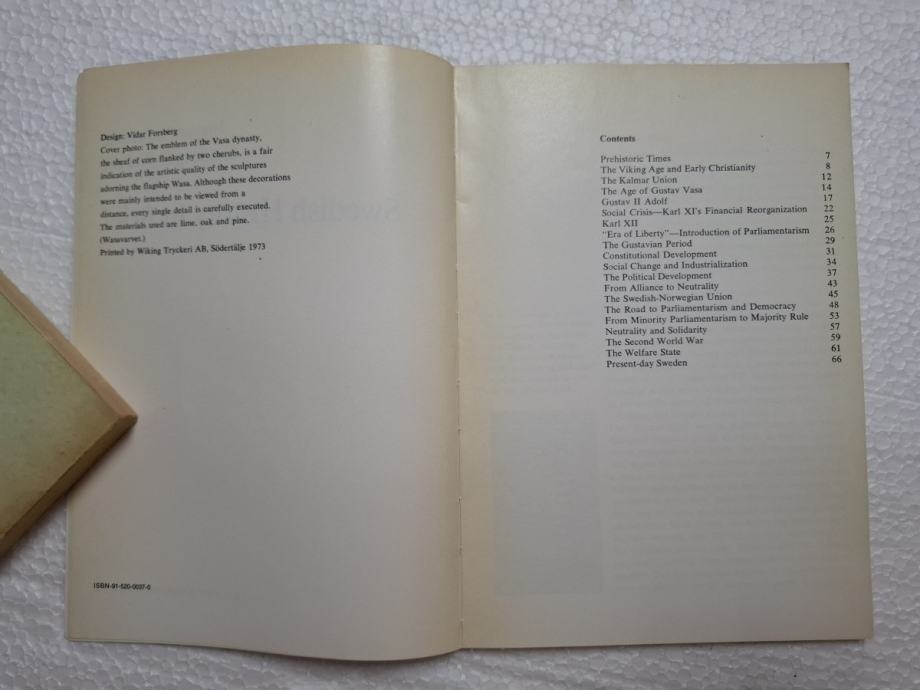 Design: Vidar Forsberg
Cover photo: The emblem of the Vasa dynasty,
the sheaf of corn flanked by two cherubs, is a fair
indication of the artistic quality of the sculptures
adorning the flagship Wasa. Although these decorations
were mainly intended to be viewed from a
distance, every single detail is carefully executed.
The materials used are lime, oak and pine.
(Wasavarvet.)
Printed by Wiking Tryckeri AB, Södertälje 1973
ISBN-91-520-0037-0
Contents
Prehistoric Times 7
The Viking Age and Early Christianity 8
The Kalmar Union 12
The Age of Gustav Vasa 14
Gustav II Adolf 17
Social Crisis—Karl XI's Financial Reorganization 22
Karl XII 25
"Era of Liberty"—Introduction of Parliamentarism 26
The Gustavian Period 29
Constitutional Development 31
Social Change and Industrialization 34
The Political Development 37
From Alliance to Neutrality 43
The Swedish-Norwegian Union 45
The Road to Parliamentarism and Democracy 48
From Minority Parliamentarism to Majority Rule 53
Neutrality and Solidarity 57
The Second World War 59
The Welfare State 61
Present-day Sweden 66